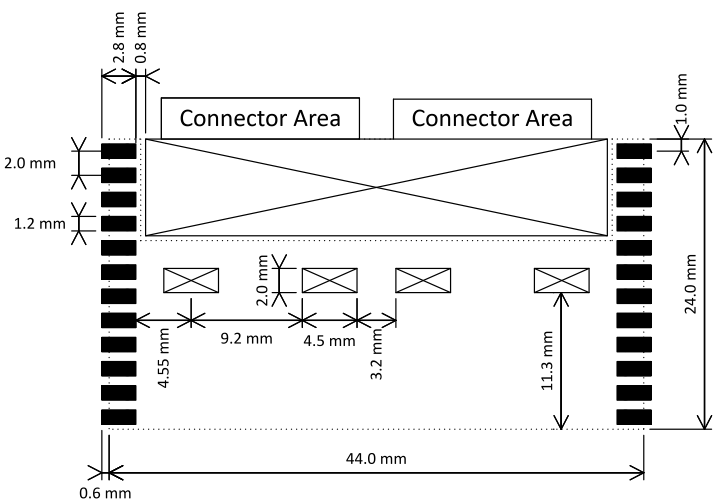 2.8 mm
0.8 mm
Connector Area
Connector Area
1.0 mm
2.0 mm
1.2 mm
2.0 mm
24.0 mm
9.2 mm
4.5 mm
4.55 mm
3.2 mm
11.3 mm
44.0 mm
0.6 mm